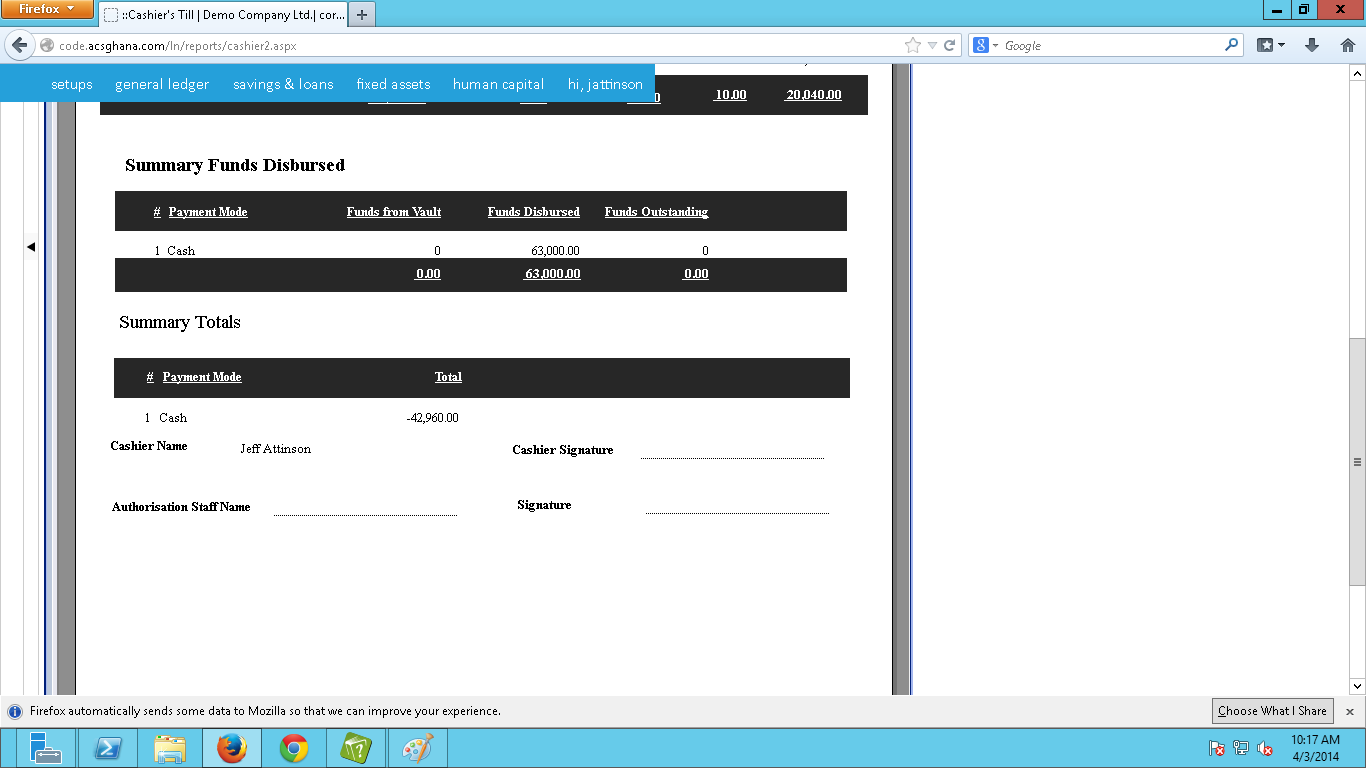 Firefox
::Cashier's Till | Demo Company Ltd.| cor...
code.acsghana.com/ln/reports/cashier2.aspx
Google
setups general ledger savings & loans fixed assets human capital hi, jattinson
0 10.00 20,040.00
Summary Funds Disbursed
# Payment Mode Funds from Vault Funds Disbursed Funds Outstanding
1 Cash 0 63,000.00 0
0.00 63,000.00 0.00
Summary Totals
# Payment Mode Total
1 Cash -42,960.00
Cashier Name Jeff Attinson Cashier Signature
Authorisation Staff Name Signature
Firefox automatically sends some data to Mozilla so that we can improve your experience. Choose What I Share
10:17 AM
4/3/2014